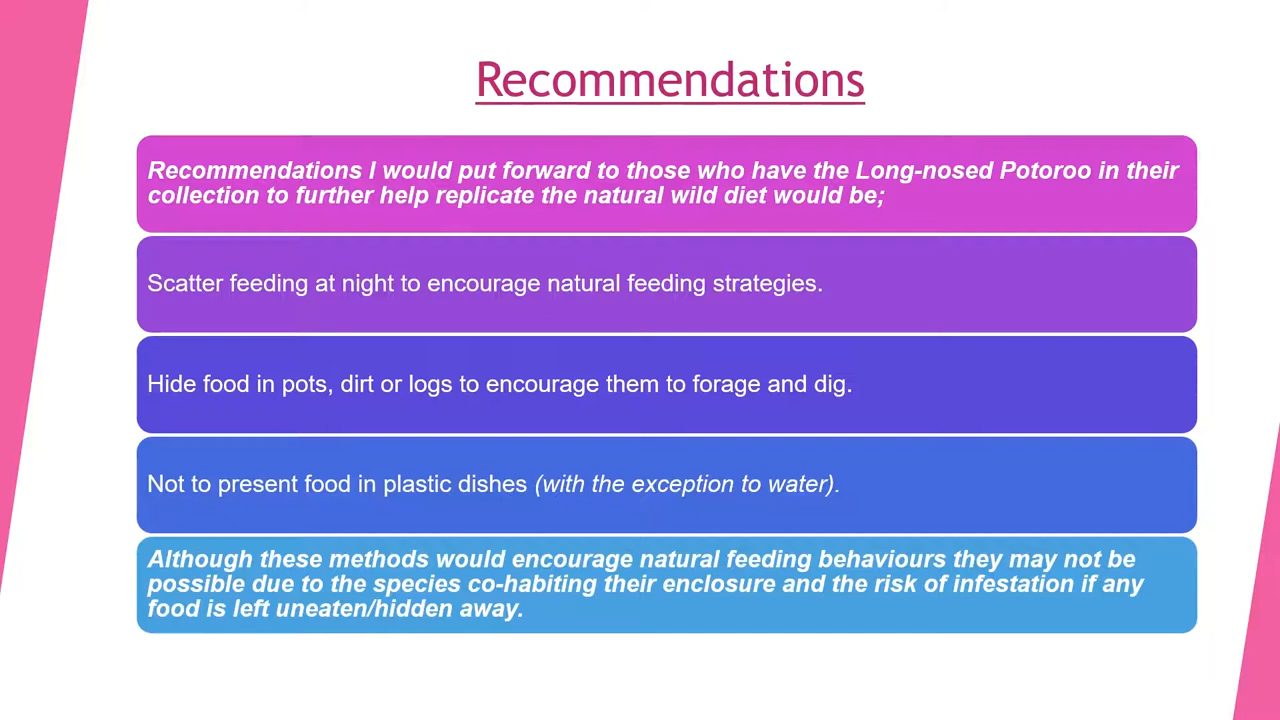 Recommendations
Recommendations I would put forward to those who have the Long-nosed Potoroo in their
collection to further help replicate the natural wild diet would be;
Scatter feeding at night to encourage natural feeding strategies.
Hide food in pots, dirt or logs to encourage them to forage and dig.
Not to present food in plastic dishes (with the exception to water).
Although these methods would encourage natural feeding behaviours they may not be
possible due to the species co-habiting their enclosure and the risk of infestation if any
food is left uneaten/hidden away.